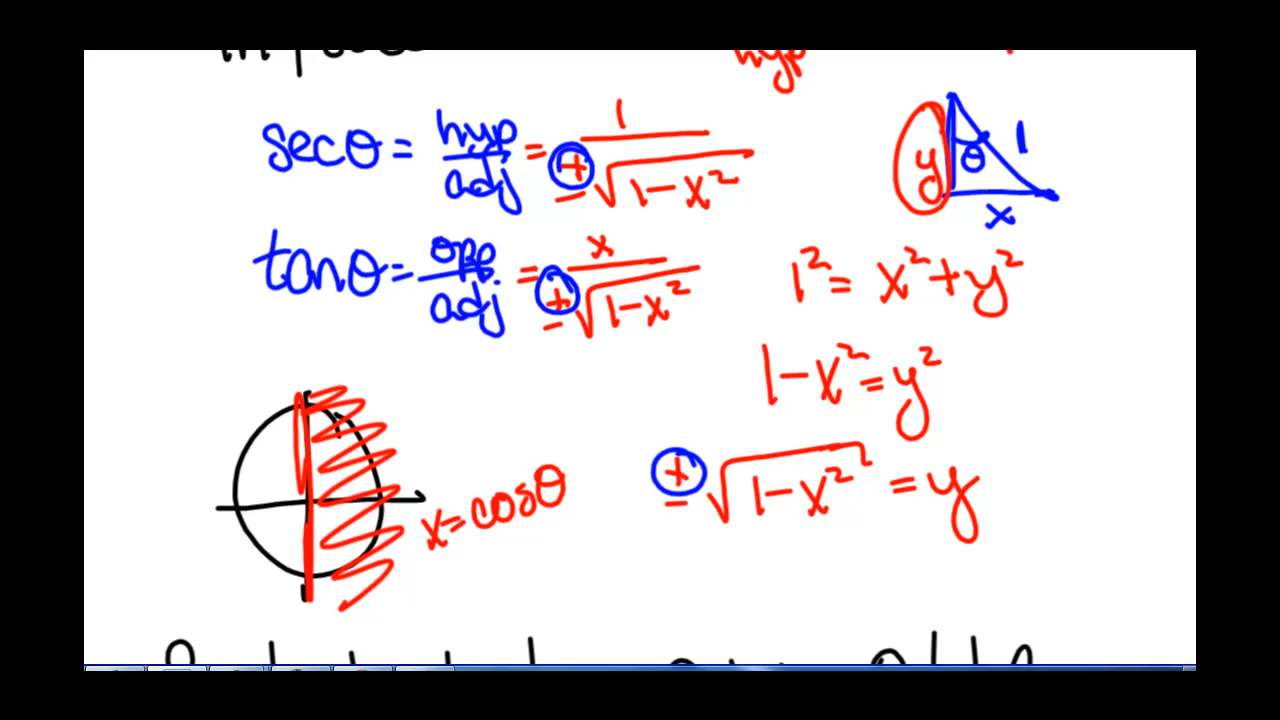 hyp
secθ = hyp/adj = 1/±√(1-x²)
y θ 1
x
tanθ = opp/adj = x/±√(1-x²)
1² = x² + y²
1-x² = y²
x = cosθ
±√(1-x²) = y